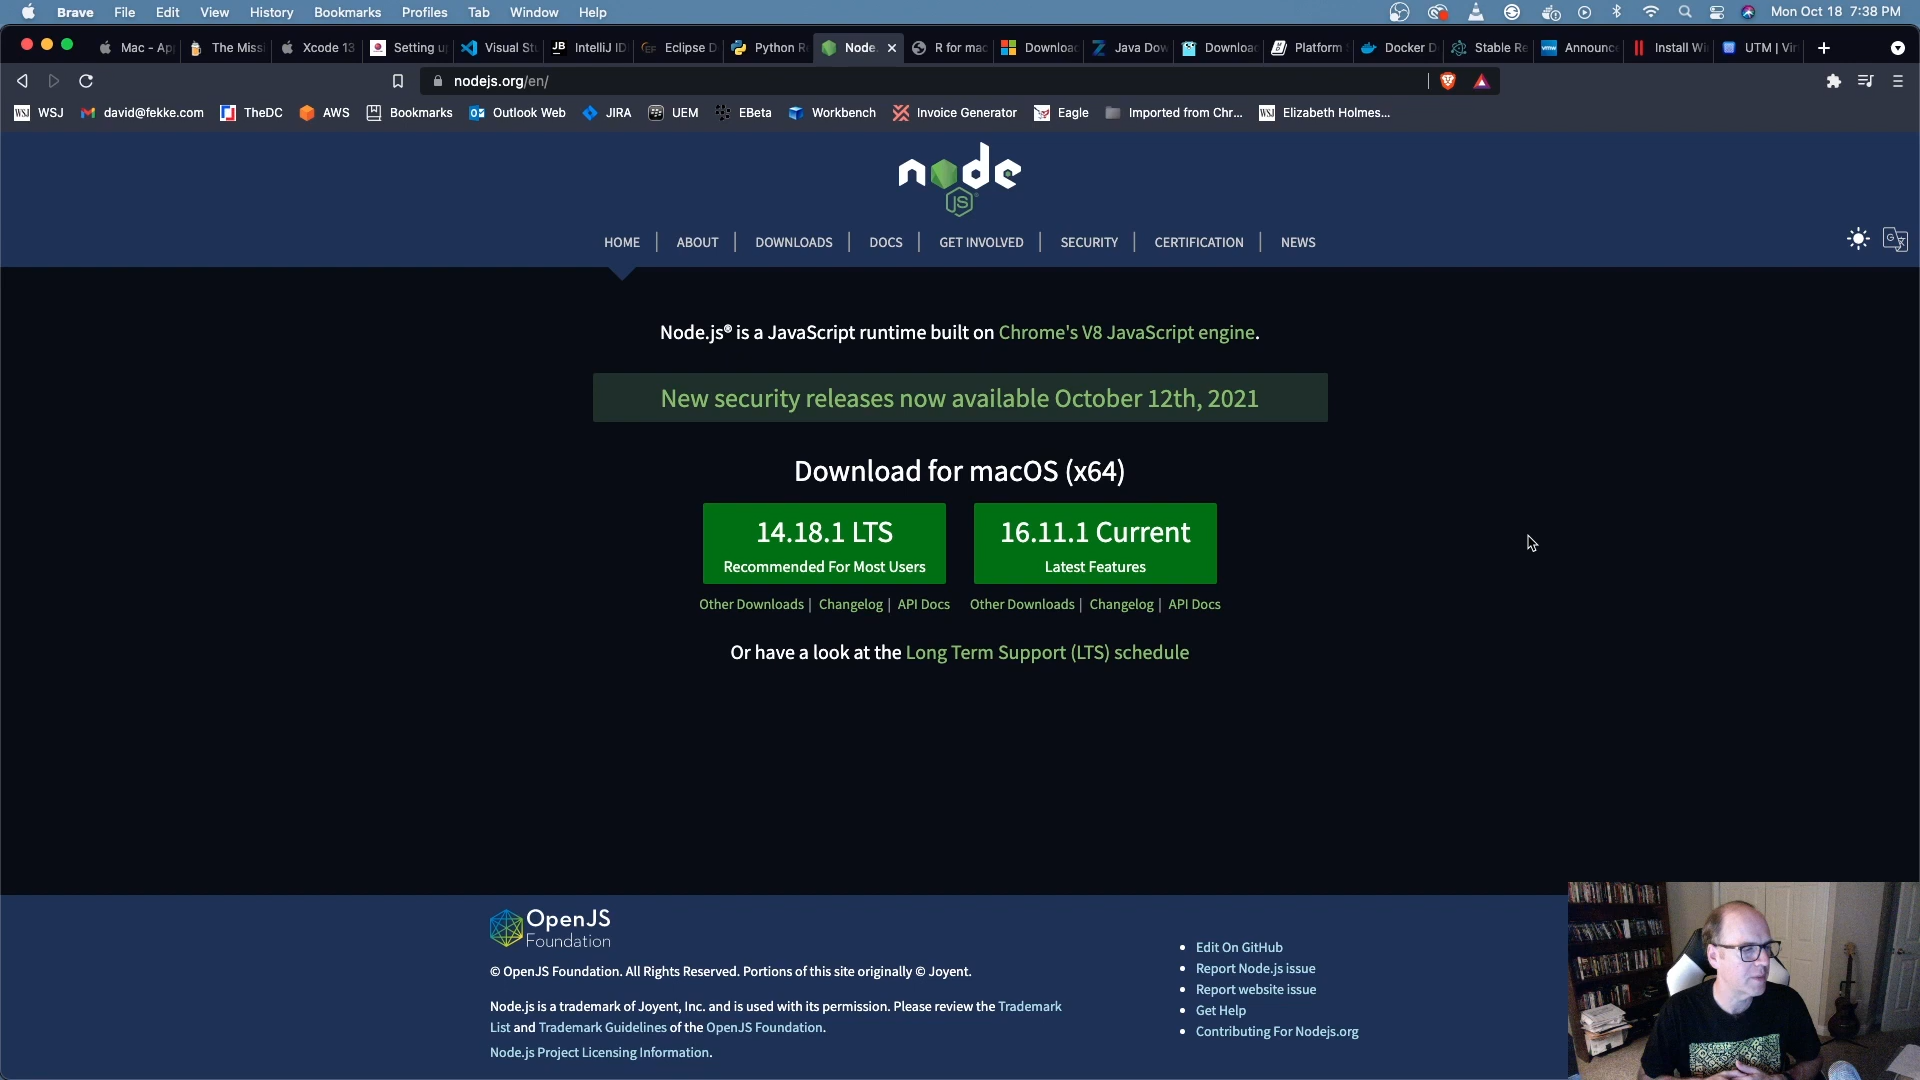 Brave File Edit View History Bookmarks Profiles Tab Window Help Mon Oct 18 7:38 PM
Mac - Ap The Miss Xcode 13 Setting u Visual Stu IntelliJ ID Eclipse D Python R Node. R for mac Downloa Java Dow Downloa Platform Docker D Stable Re Announc Install Wi UTM | Vir
nodejs.org/en/
WSJ david@fekke.com TheDC AWS Bookmarks Outlook Web JIRA UEM EBeta Workbench Invoice Generator Eagle Imported from Chr... Elizabeth Holmes...
node
JS
HOME ABOUT DOWNLOADS DOCS GET INVOLVED SECURITY CERTIFICATION NEWS
Node.js® is a JavaScript runtime built on Chrome's V8 JavaScript engine.
New security releases now available October 12th, 2021
Download for macOS (x64)
14.18.1 LTS
Recommended For Most Users
16.11.1 Current
Latest Features
Other Downloads | Changelog | API Docs Other Downloads | Changelog | API Docs
Or have a look at the Long Term Support (LTS) schedule
OpenJS
Foundation
© OpenJS Foundation. All Rights Reserved. Portions of this site originally © Joyent.
Node.js is a trademark of Joyent, Inc. and is used with its permission. Please review the Trademark
List and Trademark Guidelines of the OpenJS Foundation.
Node.js Project Licensing Information.
Edit On GitHub
Report Node.js issue
Report website issue
Get Help
Contributing For Nodejs.org